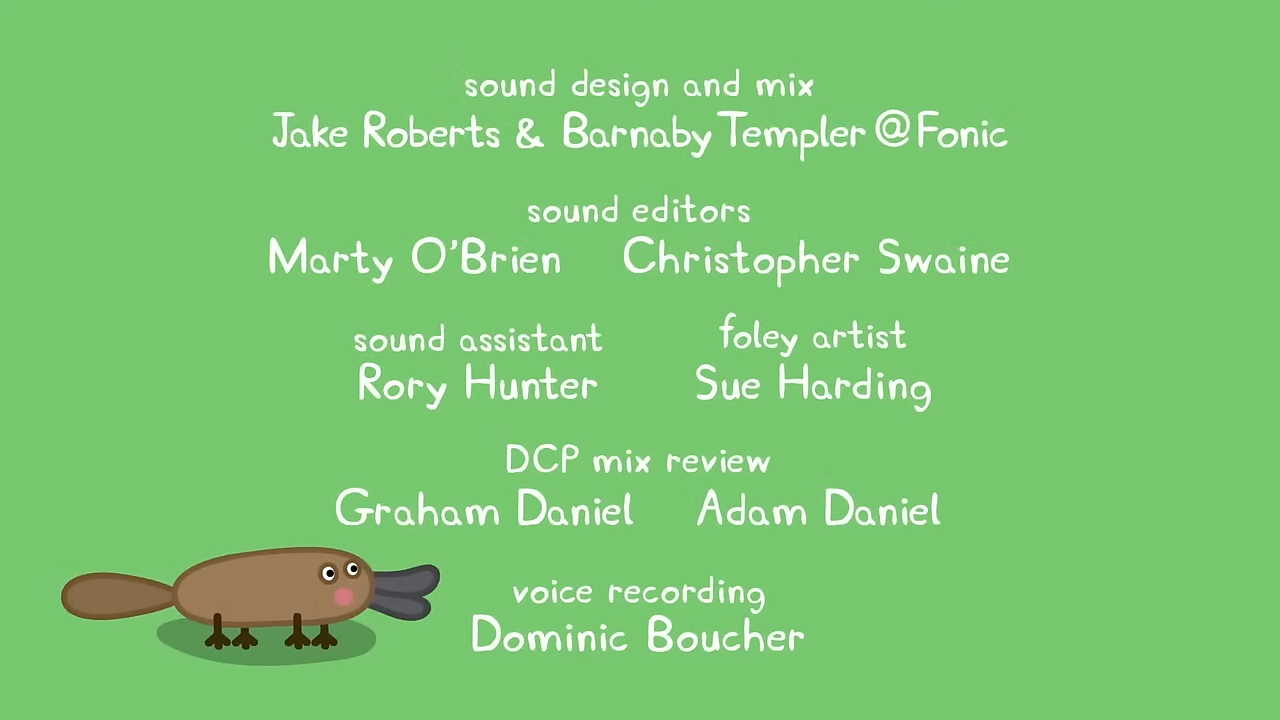 sound design and mix
Jake Roberts & Barnaby Templer @ Fonic
sound editors
Marty O'Brien Christopher Swaine
sound assistant foley artist
Rory Hunter Sue Harding
DCP mix review
Graham Daniel Adam Daniel
voice recording
Dominic Boucher